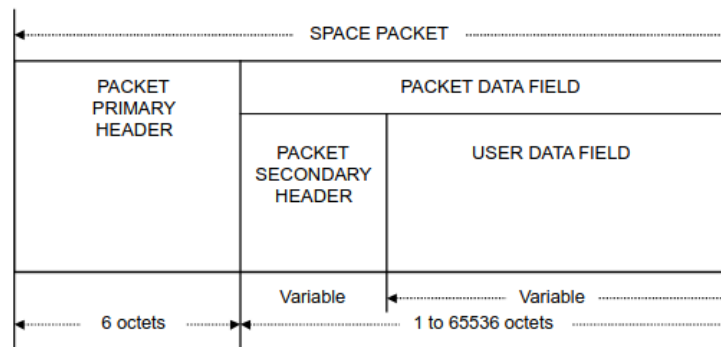 SPACE PACKET
PACKET
PRIMARY
HEADER
PACKET DATA FIELD
PACKET
SECONDARY
HEADER
USER DATA FIELD
Variable
Variable
6 octets
1 to 65536 octets